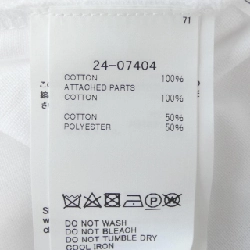 71
24-07404
COTTON 100%
ATTACHED PARTS
COTTON 100%
COTTON 50%
POLYESTER 50%
DO NOT WASH
DO NOT BLEACH
DO NOT TUMBLE DRY
COOL IRON